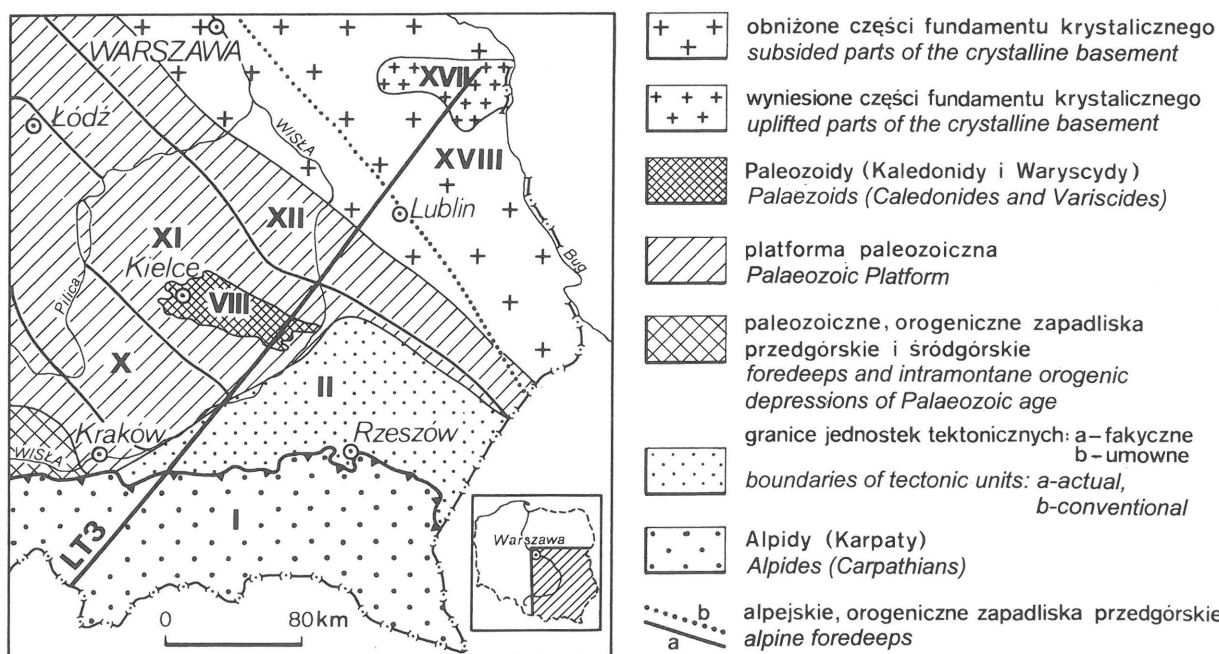 WARSZAWA
Łódź
WISŁA
XVII
XVIII
XII
Lublin
XI
Kielce
VIII
Bug
Pilica
X
II
Kraków
Rzeszów
WISŁA
I
LT3
Warszawa
0 80 km
obniżone części fundamentu krystalicznego
subsided parts of the crystalline basement
wyniesione części fundamentu krystalicznego
uplifted parts of the crystalline basement
Paleozoidy (Kaledonidy i Waryscydy)
Palaezoids (Caledonides and Variscides)
platforma paleozoiczna
Palaeozoic Platform
paleozoiczne, orogeniczne zapadliska
przedgórskie i śródgórskie
foredeeps and intramontane orogenic
depressions of Palaeozoic age
granice jednostek tektonicznych: a–fakyczne
b–umowne
boundaries of tectonic units: a-actual,
b-conventional
Alpidy (Karpaty)
Alpides (Carpathians)
b
a
alpejskie, orogeniczne zapadliska przedgórskie
alpine foredeeps